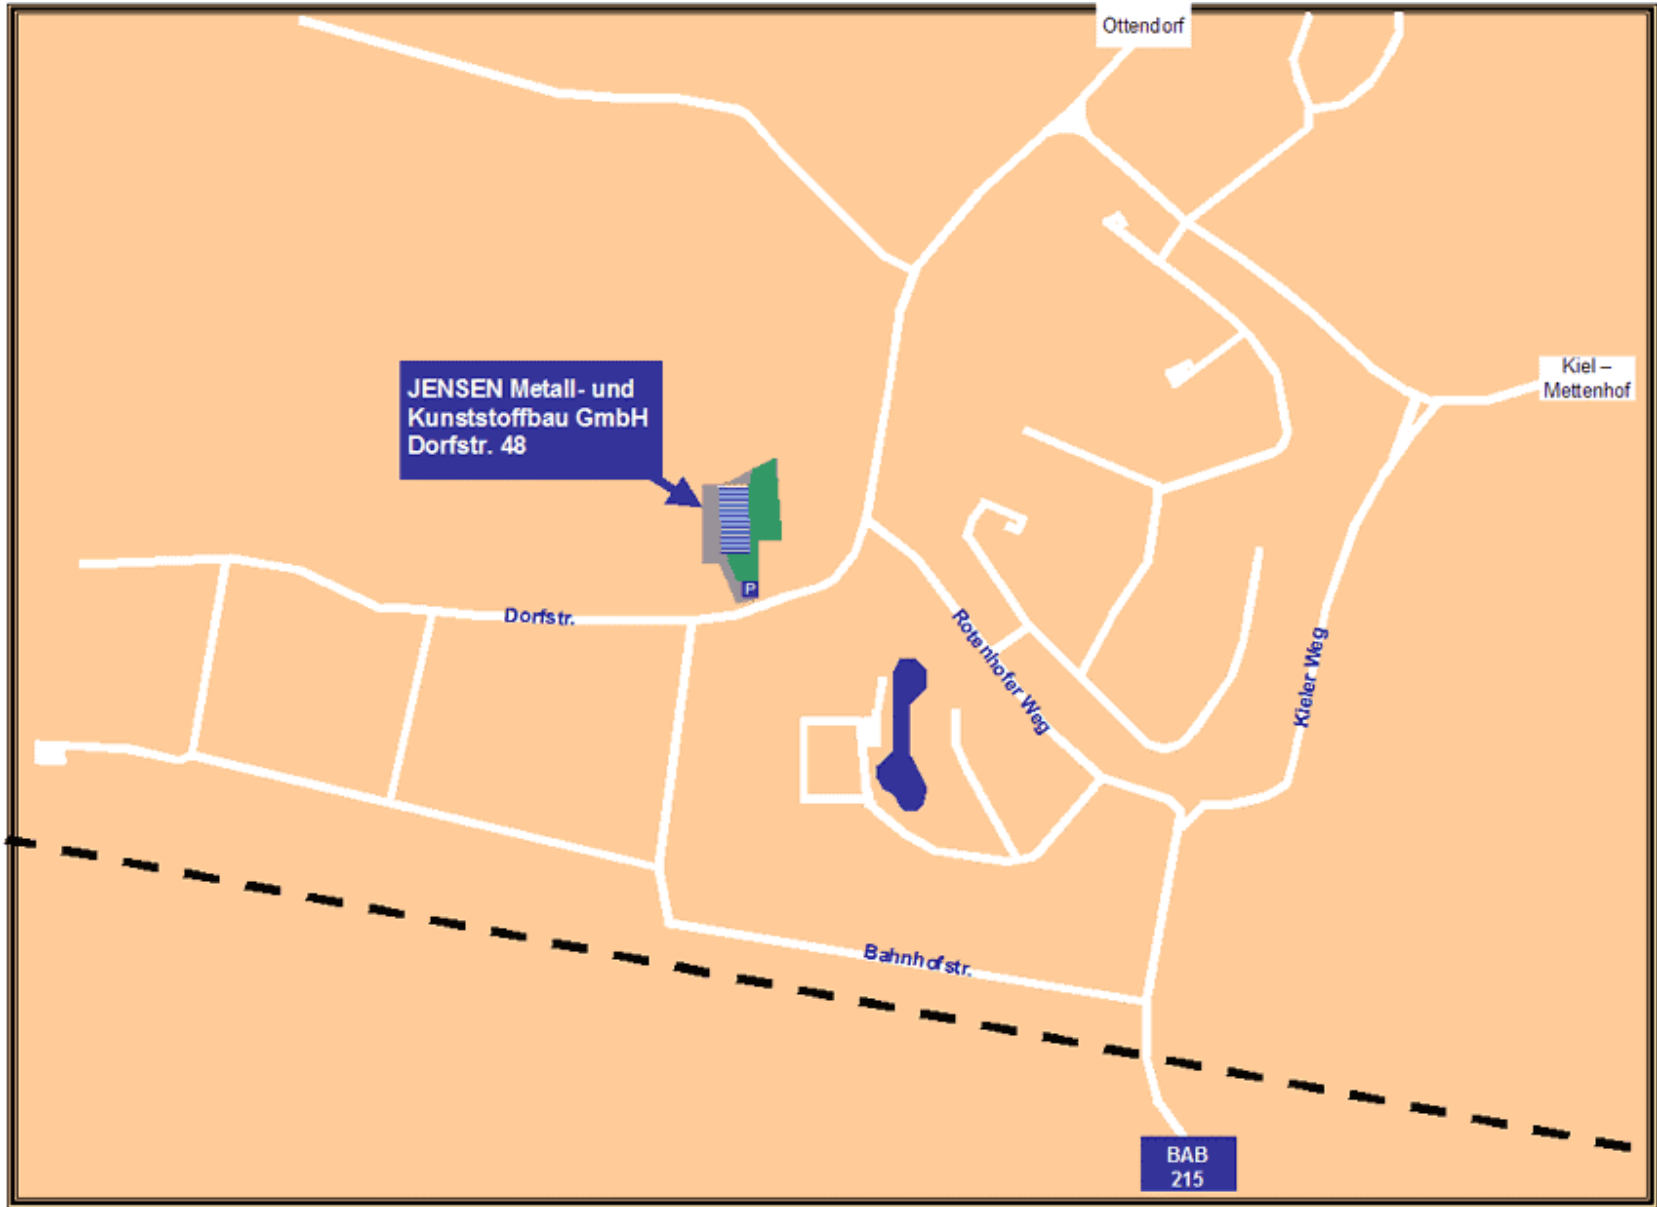 Ottendorf
Kiel –
Mettenhof
JENSEN Metall- und
Kunststoffbau GmbH
Dorfstr. 48
P
Dorfstr.
Rotenhofer Weg
Kieler Weg
Bahnhofstr.
BAB
215